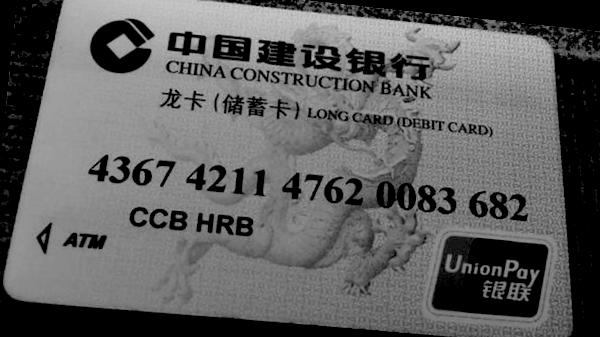 中国建设银行
CHINA CONSTRUCTION BANK
龙卡(储蓄卡) LONG CARD (DEBIT CARD)
4367 4211 4762 0083 682
CCB HRB
ATM
UnionPay
银联